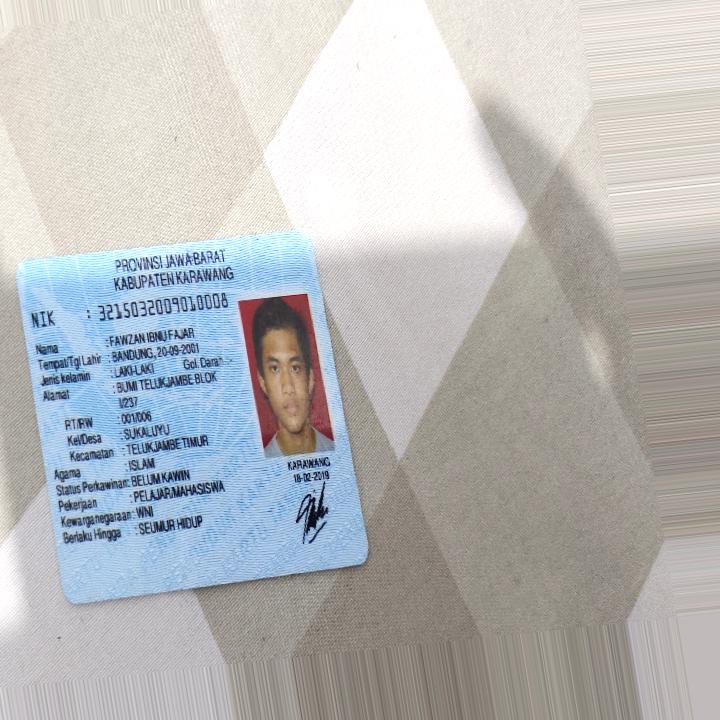 PROVINSI JAWA BARAT
KABUPATEN KARAWANG
NIK : 3215032009010008
Nama : FAWZAN IBNU FAJAR
Tempat/Tgl Lahir : BANDUNG, 20-09-2001
Jenis kelamin : LAKI-LAKI Gol. Darah : -
Alamat : BUMI TELUKJAMBE BLOK
I/237
RT/RW : 001/006
Kel/Desa : SUKALUYU
Kecamatan : TELUKJAMBE TIMUR
Agama : ISLAM
Status Perkawinan: BELUM KAWIN
Pekerjaan : PELAJAR/MAHASISWA
Kewarganegaraan: WNI
Berlaku Hingga : SEUMUR HIDUP
KARAWANG
18-02-2019